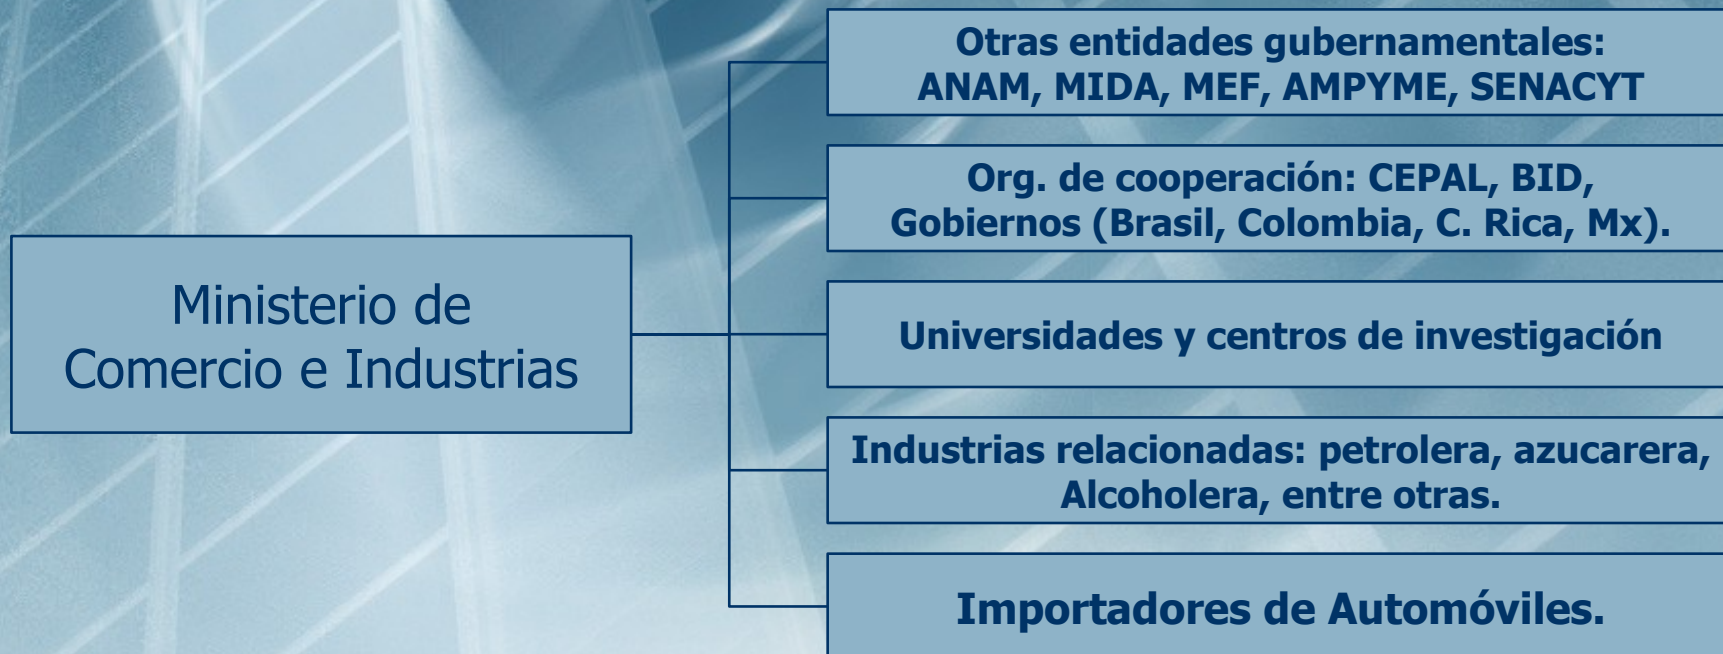 Ministerio de
Comercio e Industrias
Otras entidades gubernamentales:
ANAM, MIDA, MEF, AMPYME, SENACYT
Org. de cooperación: CEPAL, BID,
Gobiernos (Brasil, Colombia, C. Rica, Mx).
Universidades y centros de investigación
Industrias relacionadas: petrolera, azucarera,
Alcoholera, entre otras.
Importadores de Automóviles.